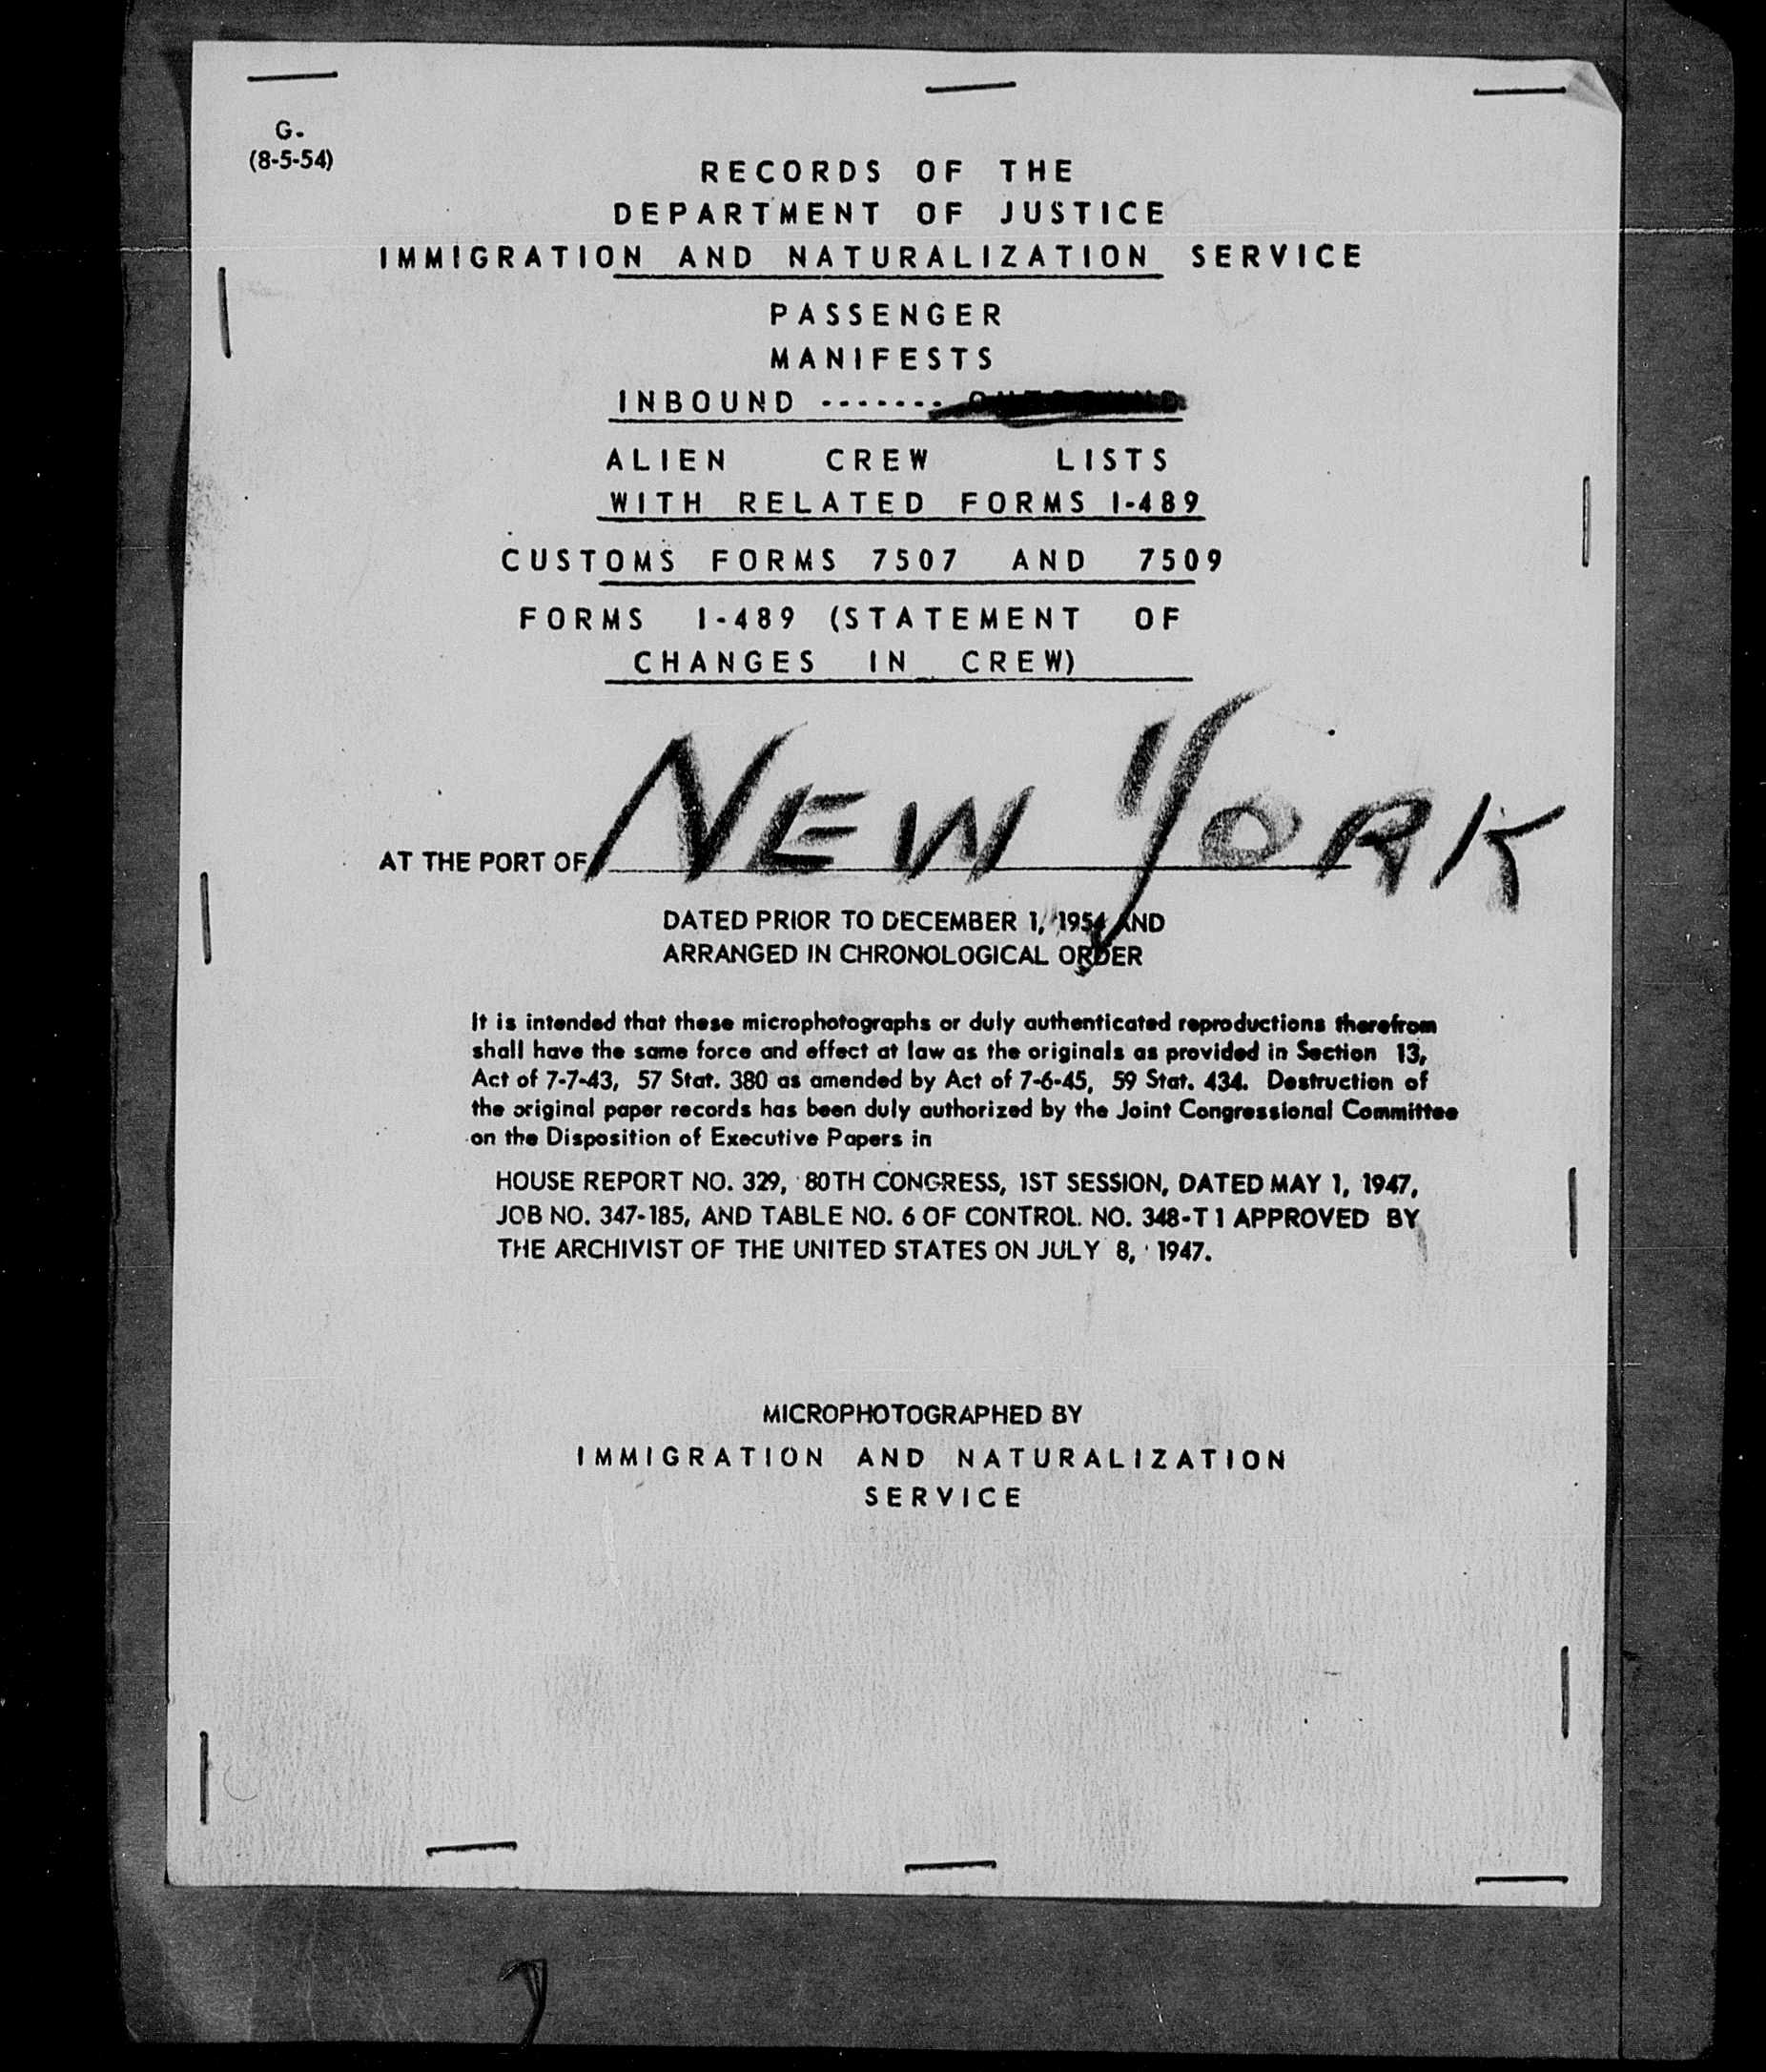 G-
(8-5-54)
RECORDS OF THE
DEPARTMENT OF JUSTICE
IMMIGRATION AND NATURALIZATION SERVICE
PASSENGER
MANIFESTS
INBOUND -------
ALIEN CREW LISTS
WITH RELATED FORMS I-489
CUSTOMS FORMS 7507 AND 7509
FORMS I-489 (STATEMENT OF
CHANGES IN CREW)
AT THE PORT OF NEW YORK
DATED PRIOR TO DECEMBER 1, 1954 AND
ARRANGED IN CHRONOLOGICAL ORDER
It is intended that these microphotographs or duly authenticated reproductions therefrom
shall have the same force and effect at law as the originals as provided in Section 13,
Act of 7-7-43, 57 Stat. 380 as amended by Act of 7-6-45, 59 Stat. 434. Destruction of
the original paper records has been duly authorized by the Joint Congressional Committee
on the Disposition of Executive Papers in
HOUSE REPORT NO. 329, 80TH CONGRESS, 1ST SESSION, DATED MAY 1, 1947,
JOB NO. 347-185, AND TABLE NO. 6 OF CONTROL NO. 348-T1 APPROVED BY
THE ARCHIVIST OF THE UNITED STATES ON JULY 8, 1947.
MICROPHOTOGRAPHED BY
IMMIGRATION AND NATURALIZATION
SERVICE